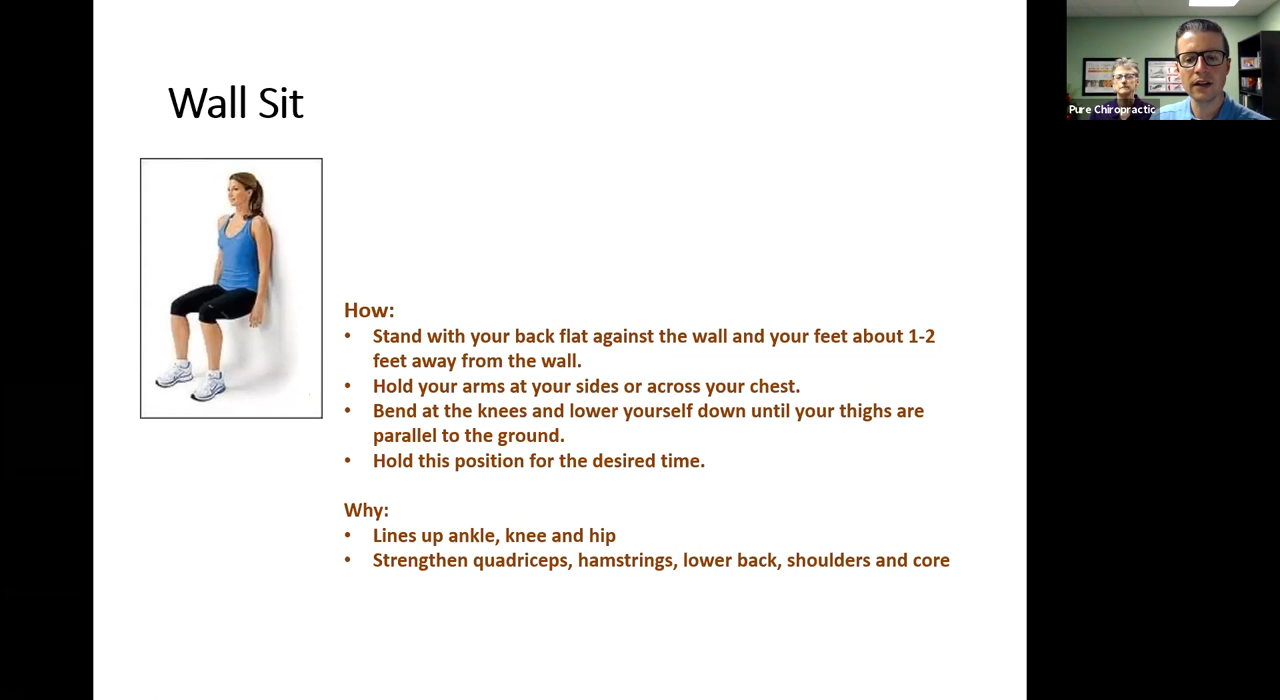 Wall Sit
Pure Chiropractic
How:
• Stand with your back flat against the wall and your feet about 1-2
feet away from the wall.
• Hold your arms at your sides or across your chest.
• Bend at the knees and lower yourself down until your thighs are
parallel to the ground.
• Hold this position for the desired time.
Why:
• Lines up ankle, knee and hip
• Strengthen quadriceps, hamstrings, lower back, shoulders and core